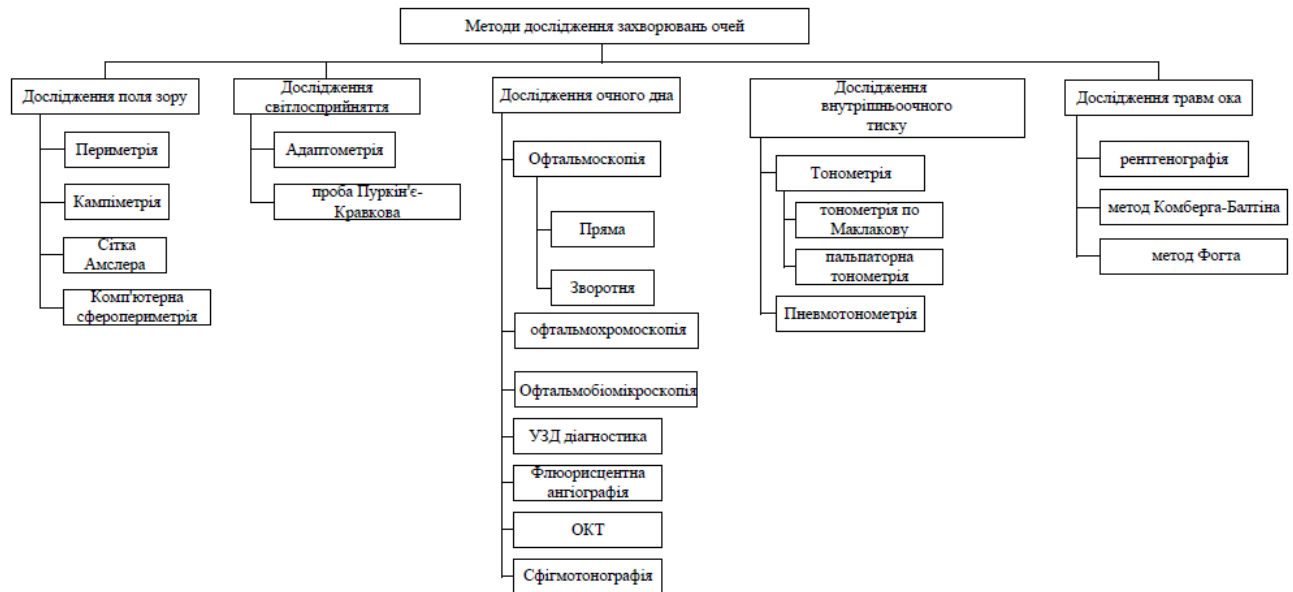 Методи дослідження захворювань очей
Дослідження поля зору
Периметрія
Кампіметрія
Сітка
Амслера
Комп'ютерна
сферопериметрія
Дослідження
світлосприйняття
Адаптометрія
проба Пуркін'є-
Кравкова
Дослідження очного дна
Офтальмоскопія
Пряма
Зворотня
офтальмохромоскопія
Офтальмобіомікроскопія
УЗД діагностика
Флюорисцентна
ангіографія
ОКТ
Сфігмотонографія
Дослідження
внутрішньоочного
тиску
Тонометрія
тонометрія по
Маклакову
пальпаторна
тонометрія
Пневмотонометрія
Дослідження травм ока
рентгенографія
метод Комберга-Балтіна
метод Фогта